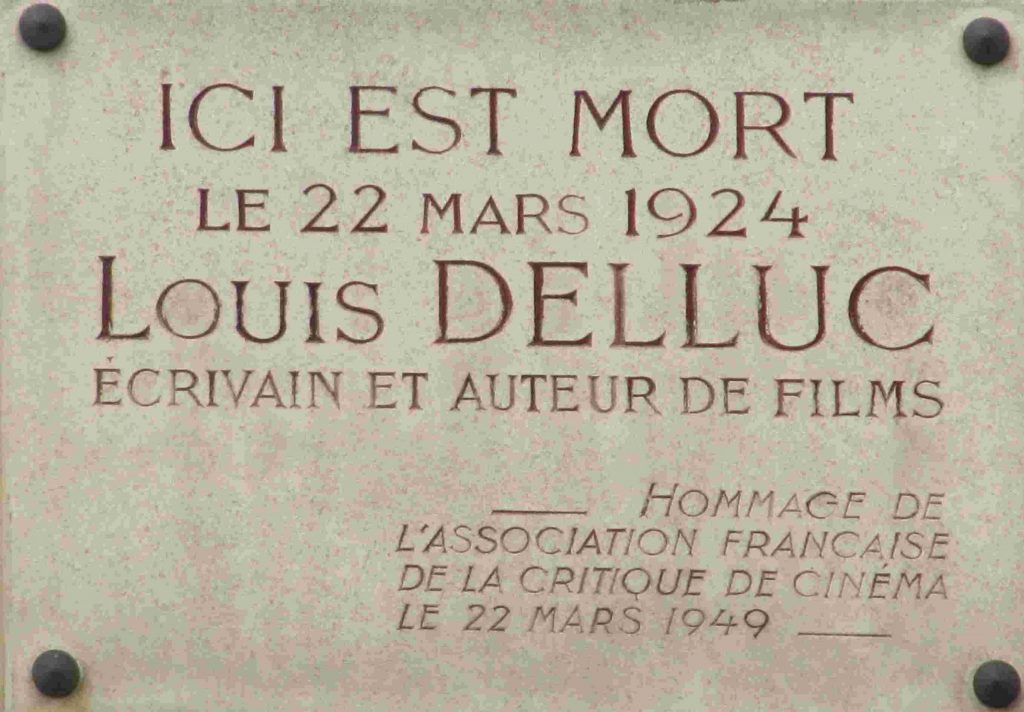 ICI EST MORT
LE 22 MARS 1924
LOUIS DELLUC
ÉCRIVAIN ET AUTEUR DE FILMS
HOMMAGE DE
L'ASSOCIATION FRANCAISE
DE LA CRITIQUE DE CINÉMA
LE 22 MARS 1949